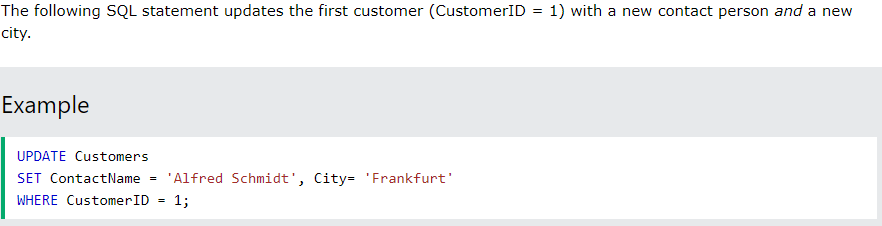 The following SQL statement updates the first customer (CustomerID = 1) with a new contact person and a new
city.
Example
UPDATE Customers
SET ContactName = 'Alfred Schmidt', City= 'Frankfurt'
WHERE CustomerID = 1;